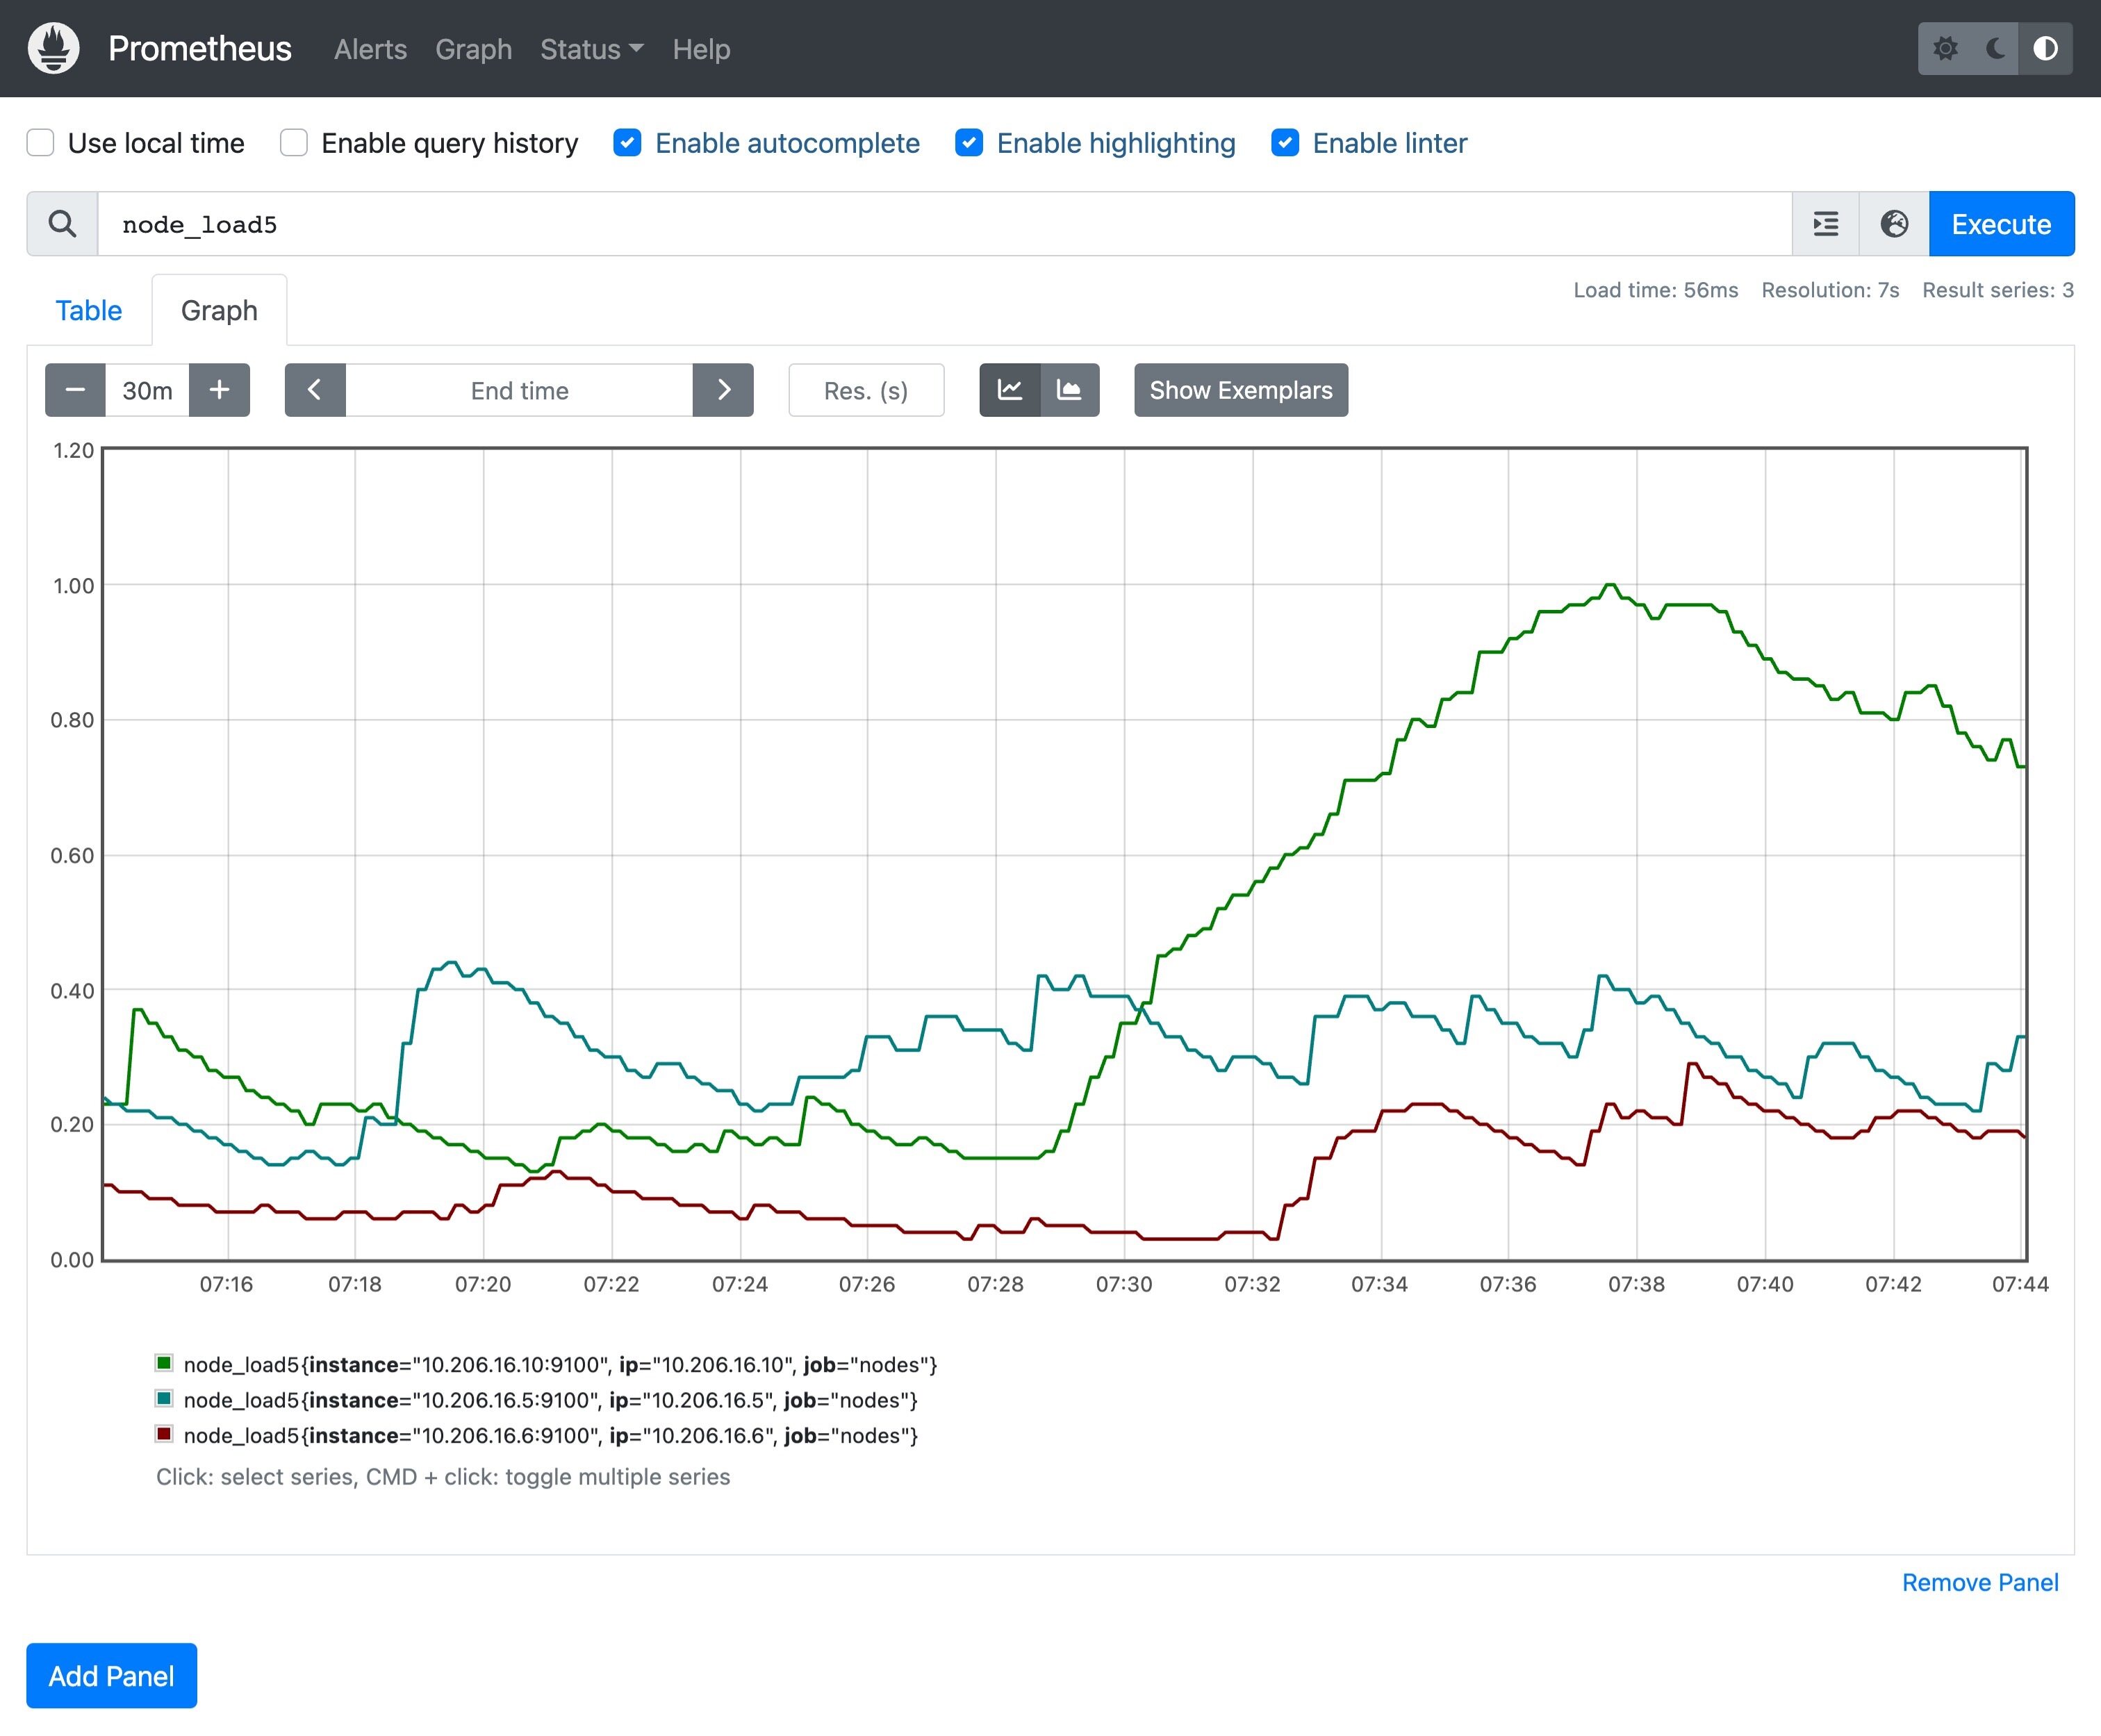 Prometheus Alerts Graph Status Help
Use local time Enable query history Enable autocomplete Enable highlighting Enable linter
node_load5 Execute
Load time: 56ms Resolution: 7s Result series: 3
Table Graph
30m End time Res. (s) Show Exemplars
1.20
1.00
0.80
0.60
0.40
0.20
0.00
07:16 07:18 07:20 07:22 07:24 07:26 07:28 07:30 07:32 07:34 07:36 07:38 07:40 07:42 07:44
node_load5{instance="10.206.16.10:9100", ip="10.206.16.10", job="nodes"}
node_load5{instance="10.206.16.5:9100", ip="10.206.16.5", job="nodes"}
node_load5{instance="10.206.16.6:9100", ip="10.206.16.6", job="nodes"}
Click: select series, CMD + click: toggle multiple series
Remove Panel
Add Panel